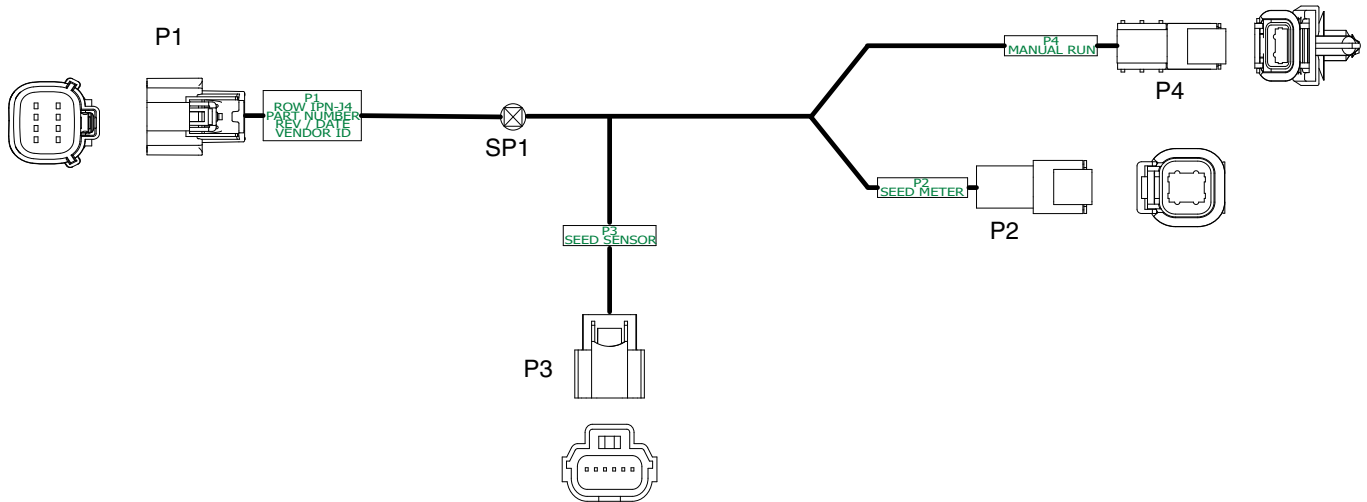 P1
P1
ROW IPN-J4
PART NUMBER
REV / DATE
VENDOR ID
SP1
P4
MANUAL RUN
P4
P2
SEED METER
P2
P3
SEED SENSOR
P3